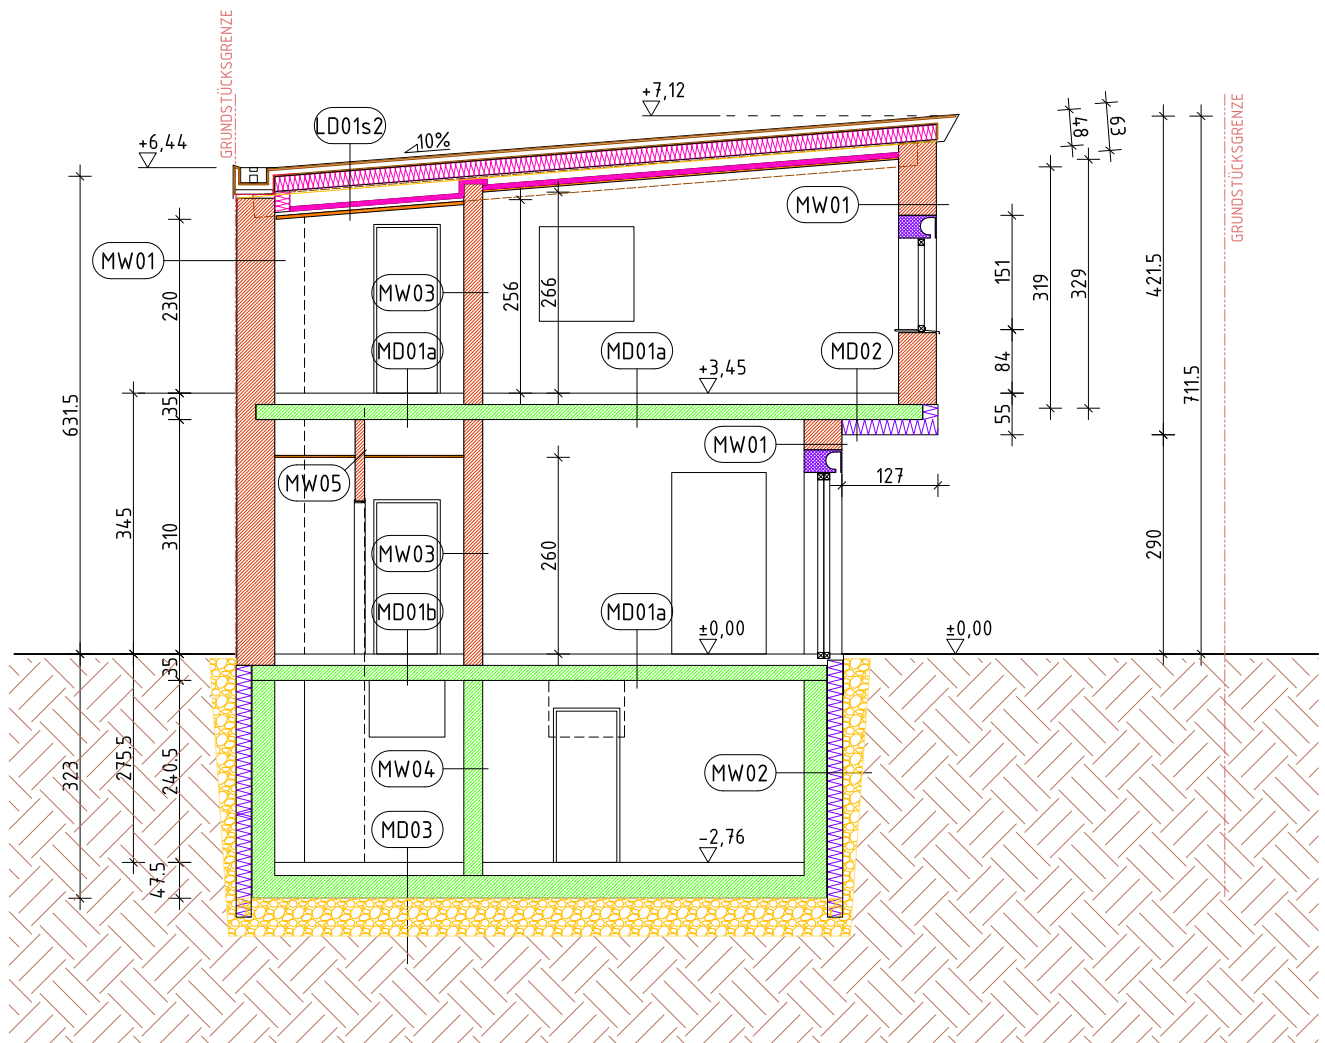 GRUNDSTÜCKSGRENZE
GRUNDSTÜCKSGRENZE
+7,12
LD01s2
10%
+6,44
48
63
MW01
MW01
230
MW03
256
266
151
319
329
421.5
MD01a
MD01a
MD02
+3,45
84
711.5
631.5
35
55
MW01
MW05
127
345
310
MW03
260
290
MD01b
MD01a
±0,00
±0,00
35
323
275.5
240.5
MW04
MW02
MD03
-2,76
47.5